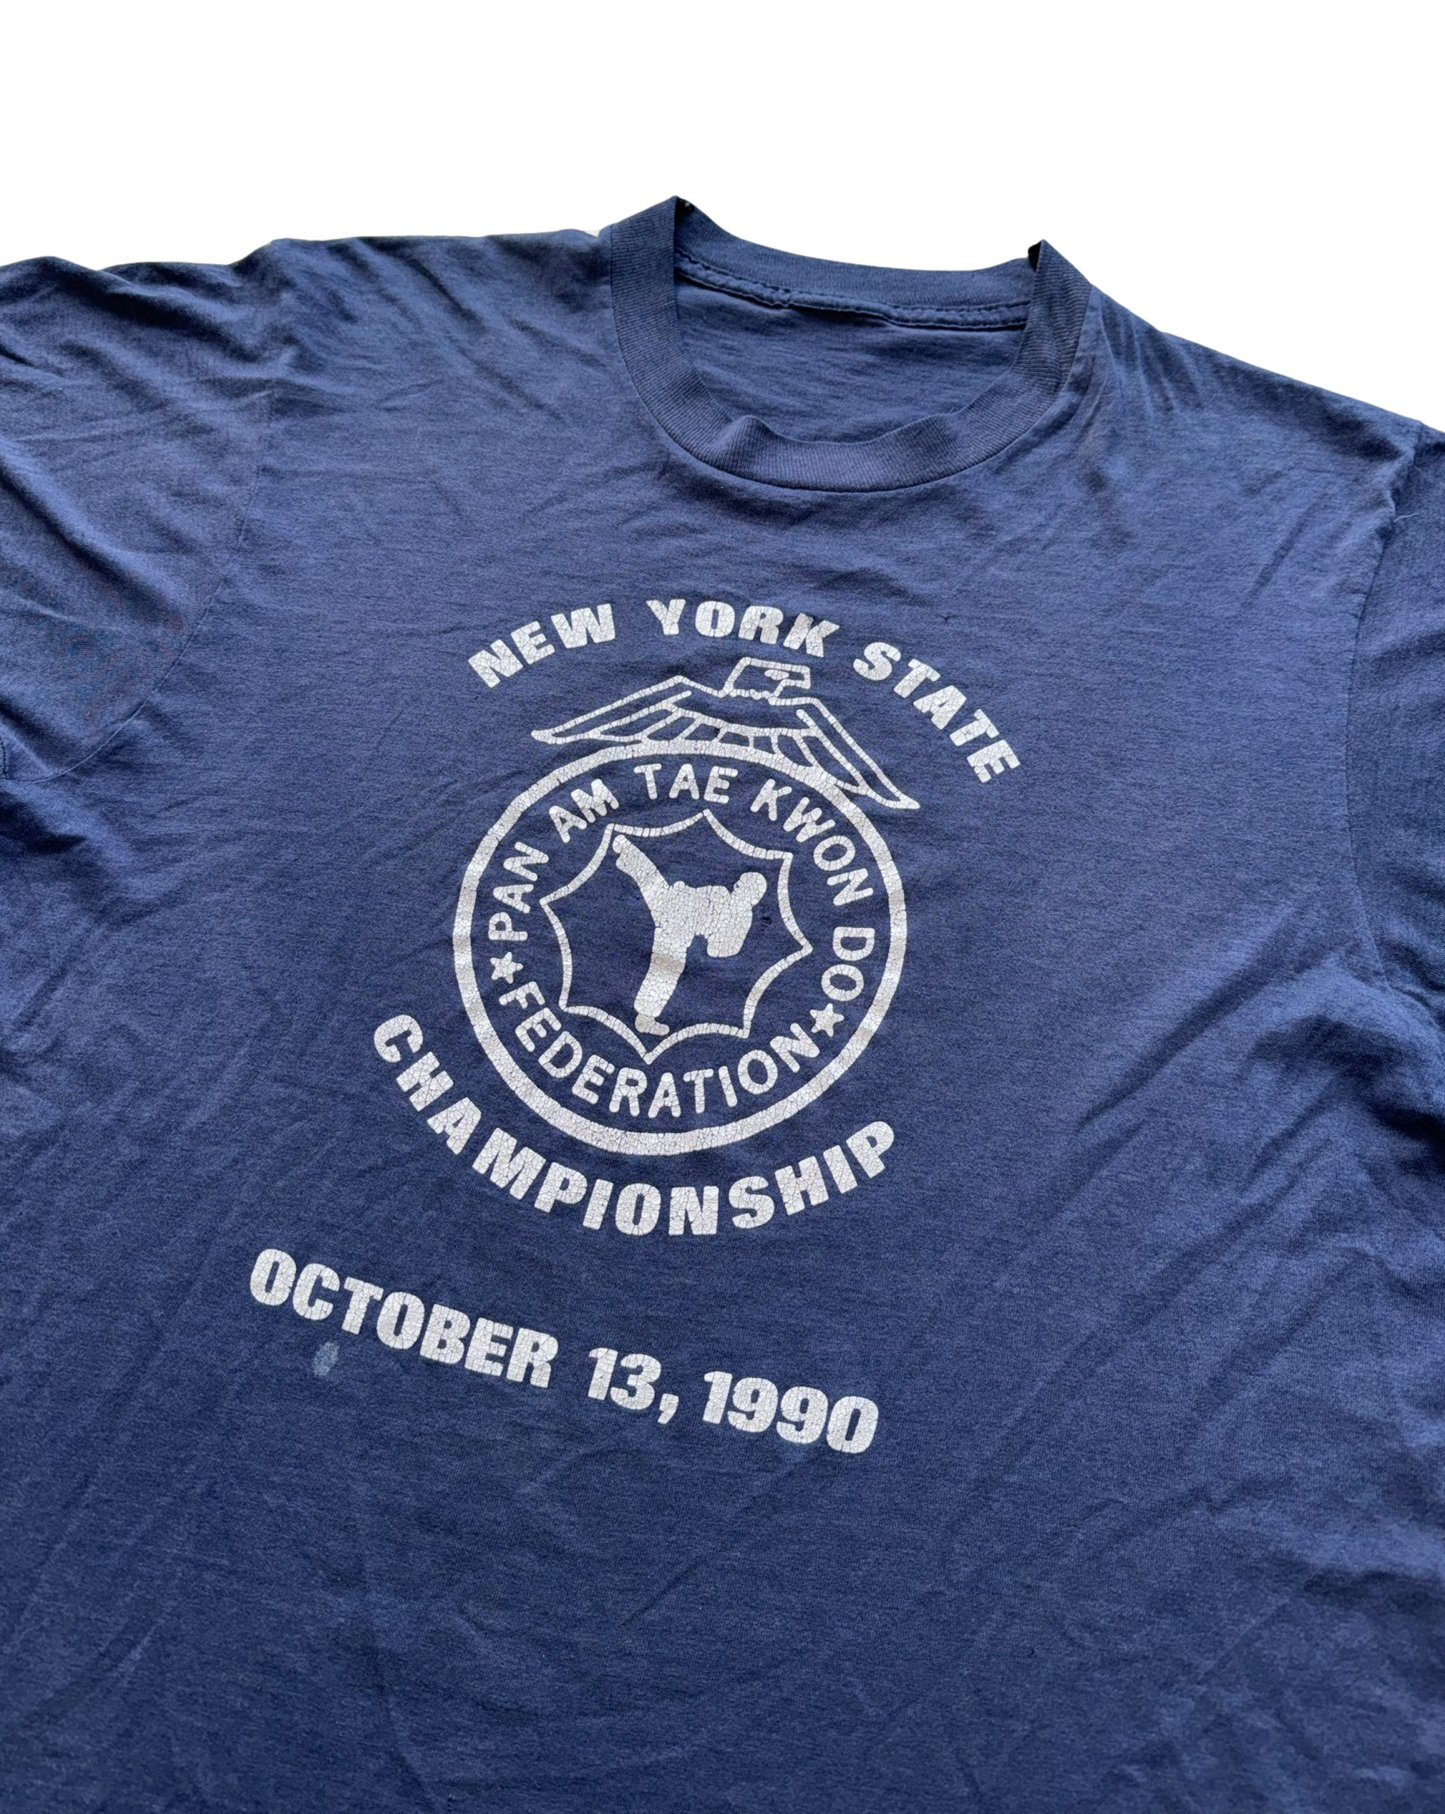 NEW YORK STATE
PAN AM TAE KWON DO
FEDERATION
CHAMPIONSHIP
OCTOBER 13, 1990